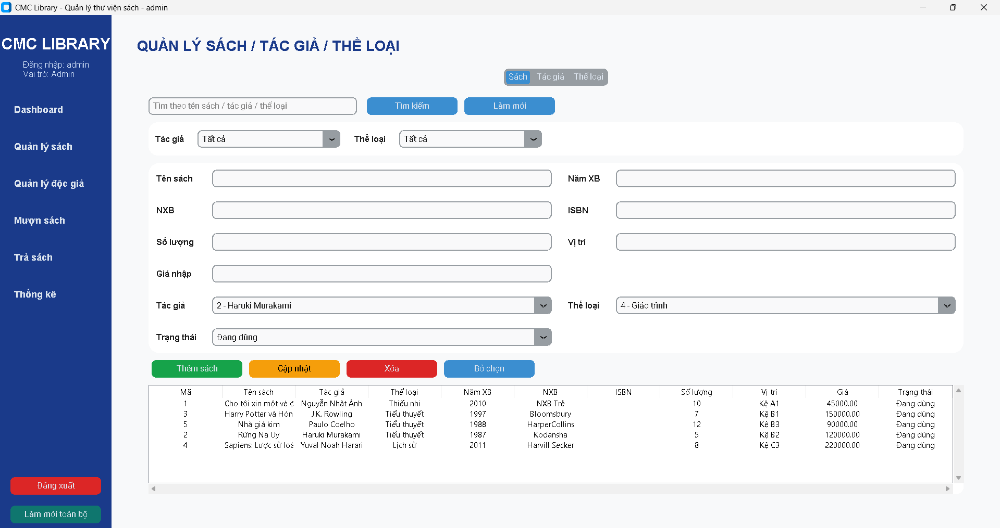 CMC Library - Quản lý thư viện sách - admin
CMC LIBRARY
Đăng nhập: admin
Vai trò: Admin
Dashboard
Quản lý sách
Quản lý độc giả
Mượn sách
Trả sách
Thống kê
Đăng xuất
Làm mới toàn bộ
QUẢN LÝ SÁCH / TÁC GIẢ / THỂ LOẠI
Sách Tác giả Thể loại
Tìm theo tên sách / tác giả / thể loại Tìm kiếm Làm mới
Tác giả Tất cả Thể loại Tất cả
Tên sách Năm XB
NXB ISBN
Số lượng Vị trí
Giá nhập
Tác giả 2 - Haruki Murakami Thể loại 4 - Giáo trình
Trạng thái Đang dùng
Thêm sách Cập nhật Xóa Bỏ chọn
Mã Tên sách Tác giả Thể loại Năm XB NXB ISBN Số lượng Vị trí Giá Trạng thái
1 Cho tôi xin một vé Nguyễn Nhật Ánh Thiếu nhi 2010 NXB Trẻ 10 Kệ A1 45000.00 Đang dùng
3 Harry Potter và Hòn J.K. Rowling Tiểu thuyết 1997 Bloomsbury 7 Kệ B1 150000.00 Đang dùng
5 Nhà giả kim Paulo Coelho Tiểu thuyết 1988 HarperCollins 12 Kệ B3 90000.00 Đang dùng
2 Rừng Na Uy Haruki Murakami Tiểu thuyết 1987 Kodansha 5 Kệ B2 120000.00 Đang dùng
4 Sapiens: Lược sử loà Yuval Noah Harari Lịch sử 2011 Harvill Secker 8 Kệ C3 220000.00 Đang dùng